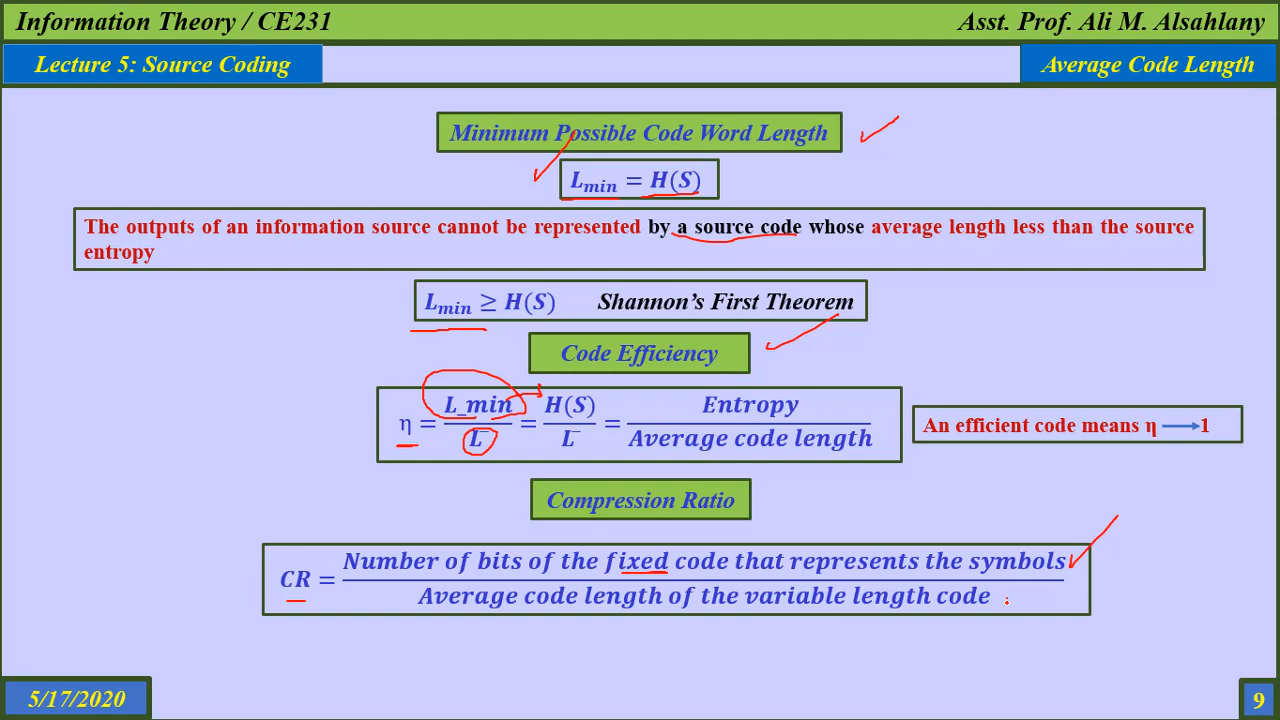 Information Theory / CE231
Asst. Prof. Ali M. Alsahlany
Lecture 5: Source Coding
Average Code Length
Minimum Possible Code Word Length
L_min = H(S)
The outputs of an information source cannot be represented by a source code whose average length less than the source
entropy
L_min ≥ H(S) Shannon's First Theorem
Code Efficiency
η = L_min / L̄ = H(S) / L̄ = Entropy / Average code length
An efficient code means η → 1
Compression Ratio
CR = Number of bits of the fixed code that represents the symbols / Average code length of the variable length code
5/17/2020
9